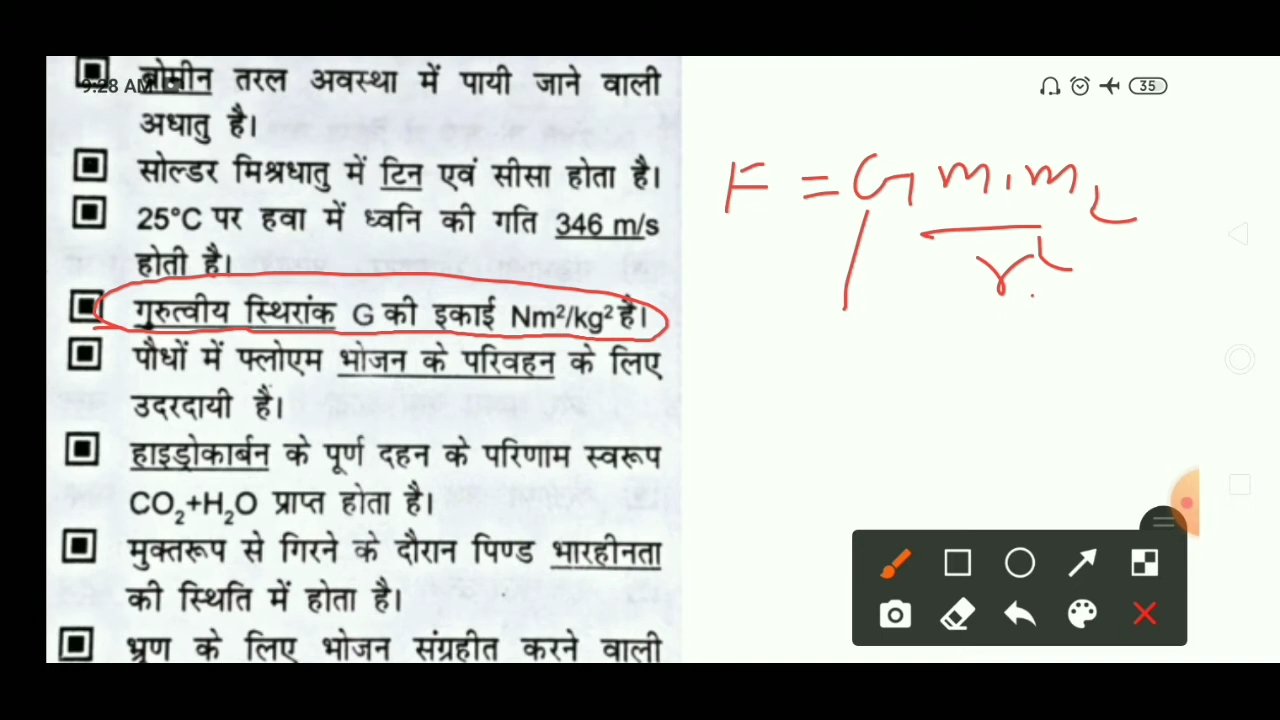 9:28 AM
35
ब्रोमीन तरल अवस्था में पायी जाने वाली
अधातु है।
सोल्डर मिश्रधातु में टिन एवं सीसा होता है।
25°C पर हवा में ध्वनि की गति 346 m/s
होती है।
गुरुत्वीय स्थिरांक G की इकाई Nm²/kg² है।
पौधों में फ्लोएम भोजन के परिवहन के लिए
उदरदायी हैं।
हाइड्रोकार्बन के पूर्ण दहन के परिणाम स्वरूप
CO₂+H₂O प्राप्त होता है।
मुक्तरूप से गिरने के दौरान पिण्ड भारहीनता
की स्थिति में होता है।
भ्रूण के लिए भोजन संग्रहीत करने वाली
F = G m₁m₂
r²